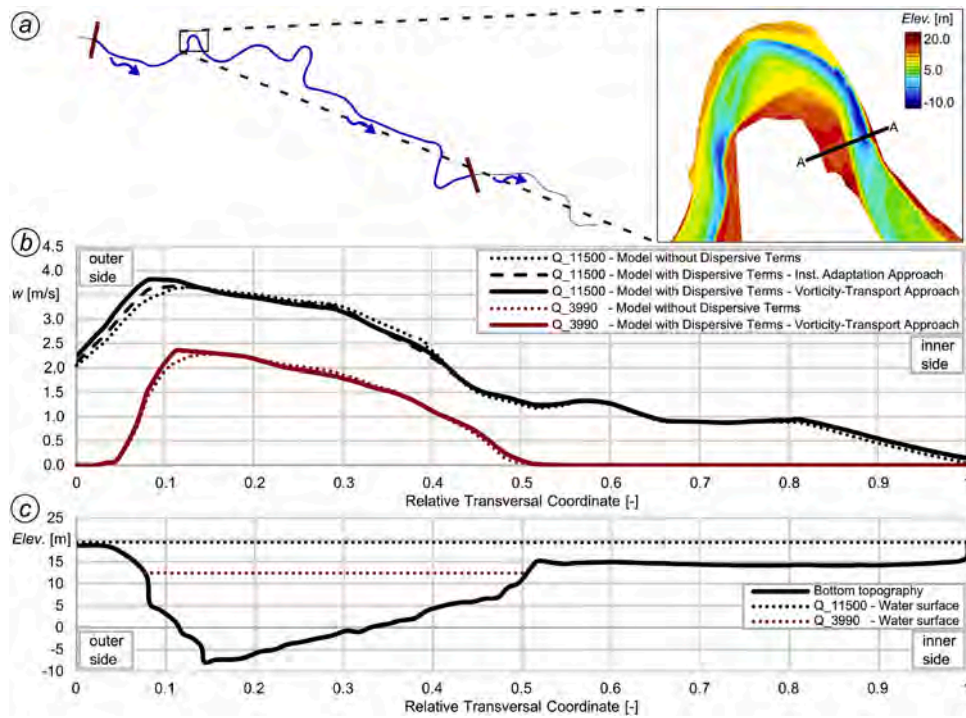 a
Elev. [m]
20.0
5.0
-10.0
A
A
b
4.5
4.0
3.5
3.0
2.5
2.0
1.5
1.0
0.5
0.0
w [m/s]
outer
side
Q_11500 - Model without Dispersive Terms
Q_11500 - Model with Dispersive Terms - Inst. Adaptation Approach
Q_11500 - Model with Dispersive Terms - Vorticity-Transport Approach
Q_3990 - Model without Dispersive Terms
Q_3990 - Model with Dispersive Terms - Vorticity-Transport Approach
inner
side
0 0.1 0.2 0.3 0.4 0.5 0.6 0.7 0.8 0.9 1
Relative Transversal Coordinate [-]
c
25
Elev. [m]
15
10
5
0
-5
-10
outer
side
Bottom topography
Q_11500 - Water surface
Q_3990 - Water surface
inner
side
0 0.1 0.2 0.3 0.4 0.5 0.6 0.7 0.8 0.9 1
Relative Transversal Coordinate [-]